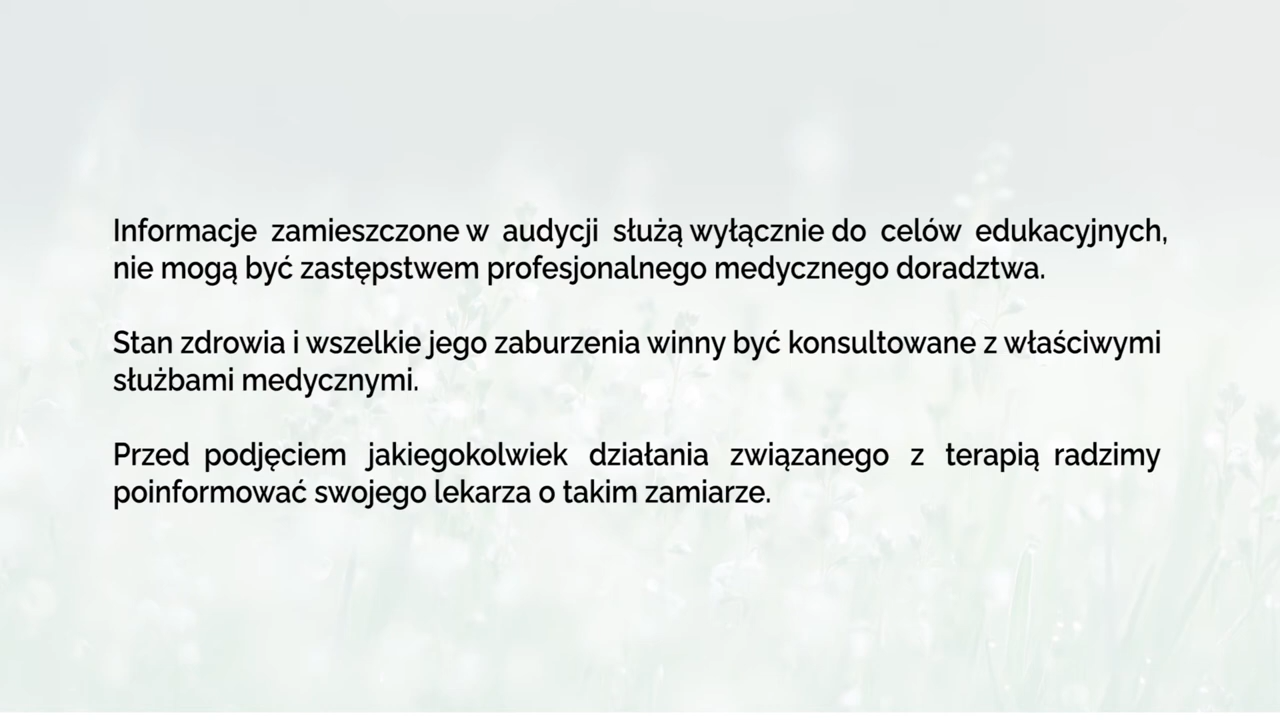 Informacje zamieszczone w audycji służą wyłącznie do celów edukacyjnych,
nie mogą być zastępstwem profesjonalnego medycznego doradztwa.
Stan zdrowia i wszelkie jego zaburzenia winny być konsultowane z właściwymi
służbami medycznymi.
Przed podjęciem jakiegokolwiek działania związanego z terapią radzimy
poinformować swojego lekarza o takim zamiarze.